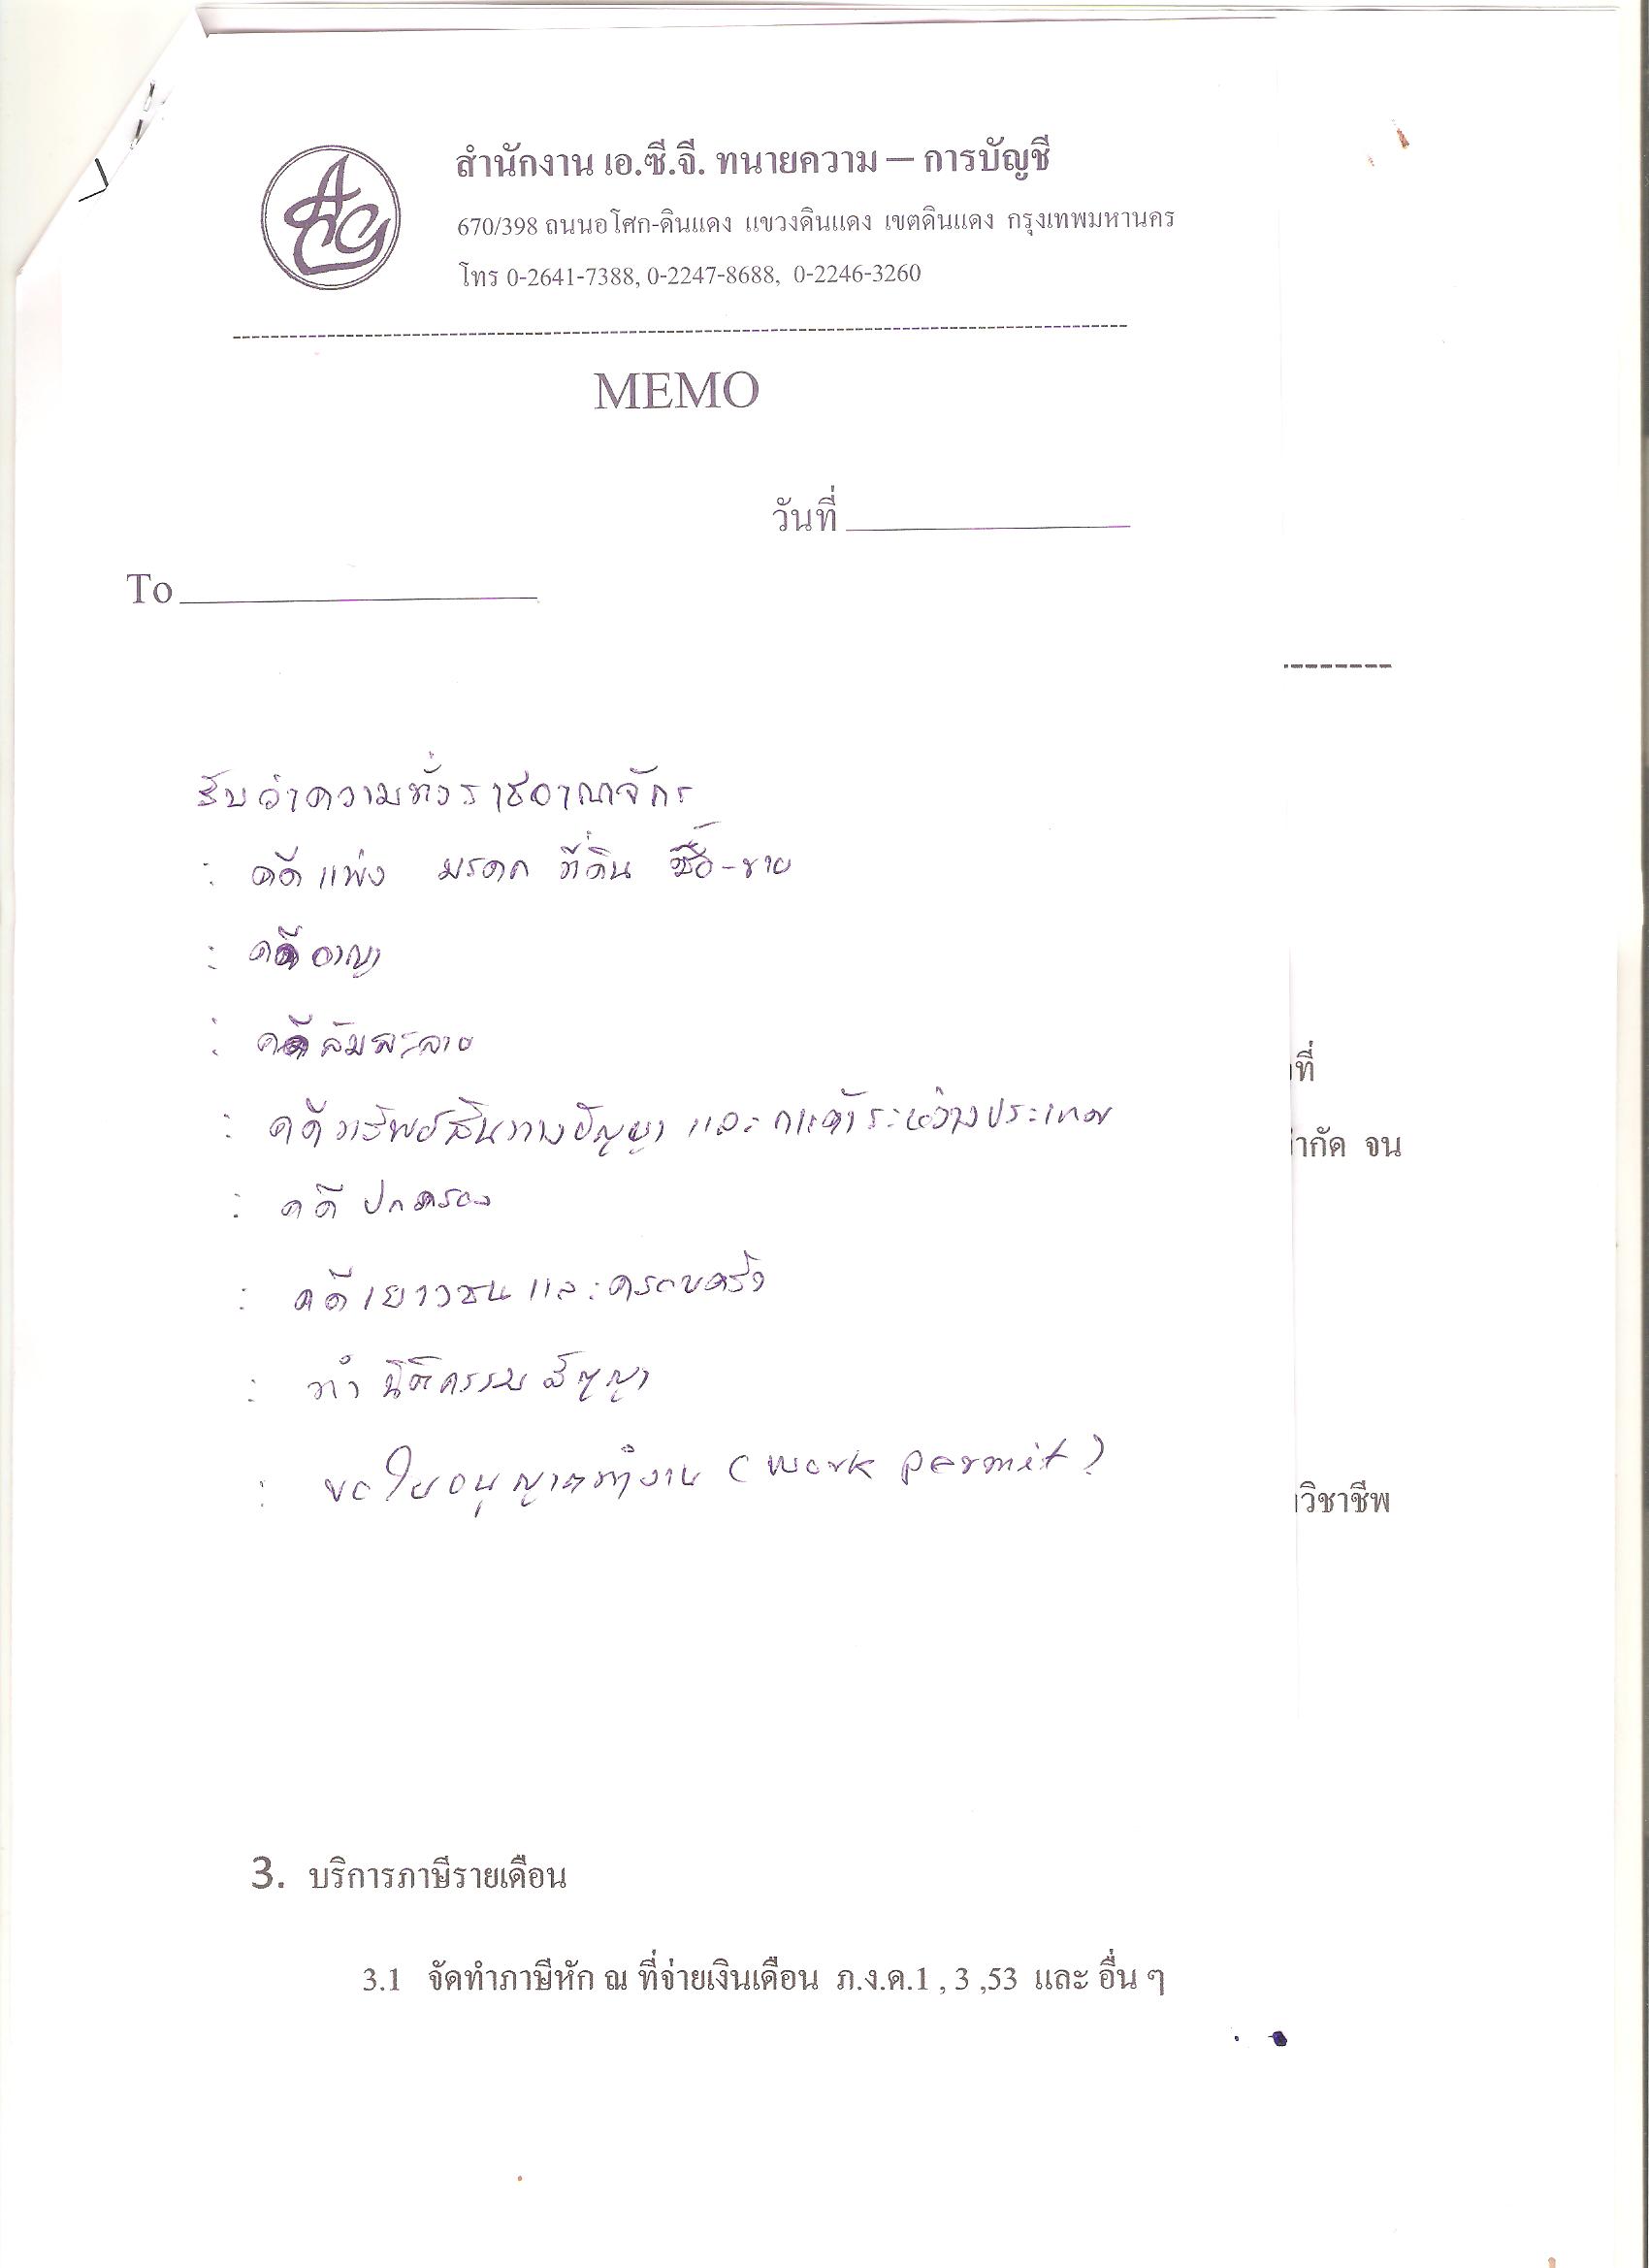 สำนักงาน เอ.ซี.จี. ทนายความ – การบัญชี
670/398 ถนนอโศก-ดินแดง แขวงดินแดง เขตดินแดง กรุงเทพมหานคร
โทร 0-2641-7388, 0-2247-8688, 0-2246-3260
MEMO
วันที่
To
รับว่าความทั่วราชอาณาจักร
: คดีแพ่ง มรดก ที่ดิน ซื้อ-ขาย
: คดีอาญา
: คดีล้มละลาย
: คดีทรัพย์สินทางปัญญา และการค้าระหว่างประเทศ
ที่
จำกัด จน
: คดีปกครอง
: คดีเยาวชนและครอบครัว
: ทำนิติกรรมสัญญา
: ขอใบอนุญาตทำงาน (work permit)
วิชาชีพ
3. บริการภาษีรายเดือน
3.1 จัดทำภาษีหัก ณ ที่จ่ายเงินเดือน ภ.ง.ด.1 , 3 ,53 และ อื่น ๆ